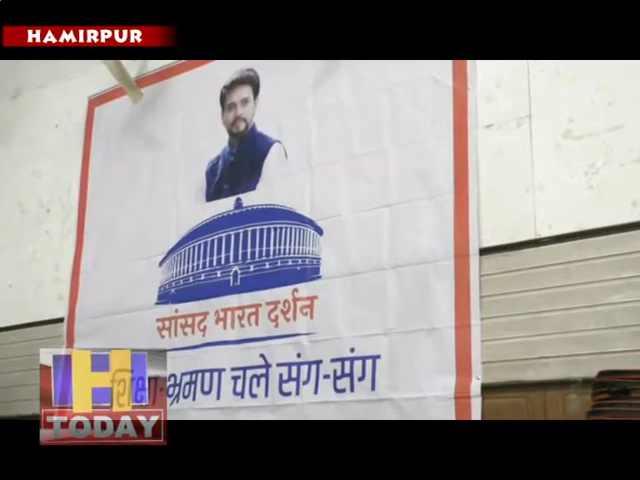 HAMIRPUR
सांसद भारत दर्शन
शिक्षा-भ्रमण चले संग-संग
H
TODAY